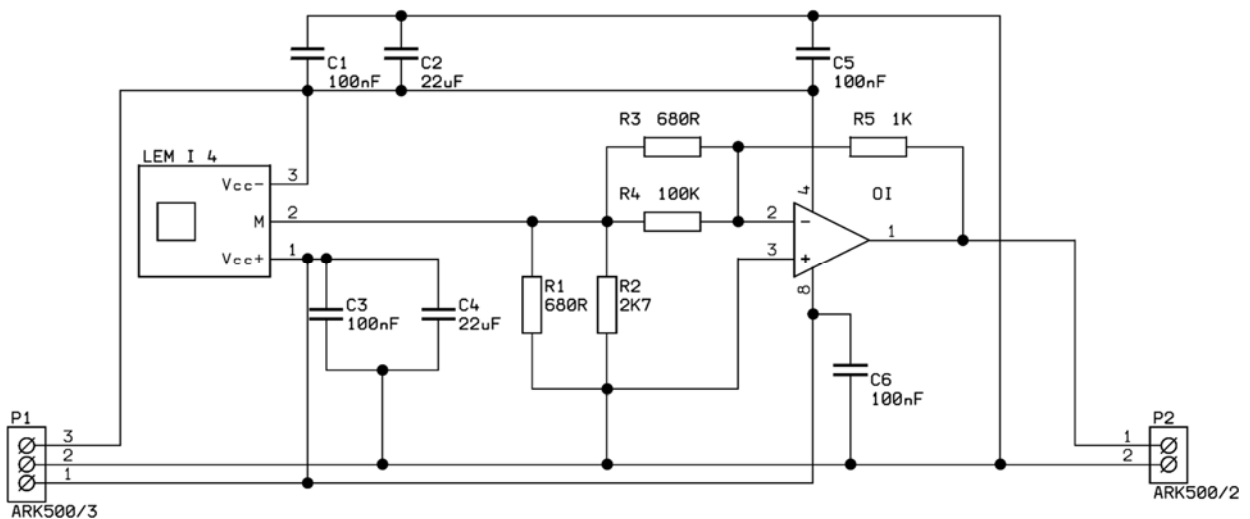 C1
100nF
C2
22uF
C5
100nF
R3 680R
R5 1K
LEM I 4
Vcc- 3
R4 100K
4
OI
M 2
2 -
1
Vcc+ 1
3 +
8
R1
680R
R2
2K7
C3
100nF
C4
22uF
C6
100nF
P1
3
2
1
ARK500/3
P2
1
2
ARK500/2